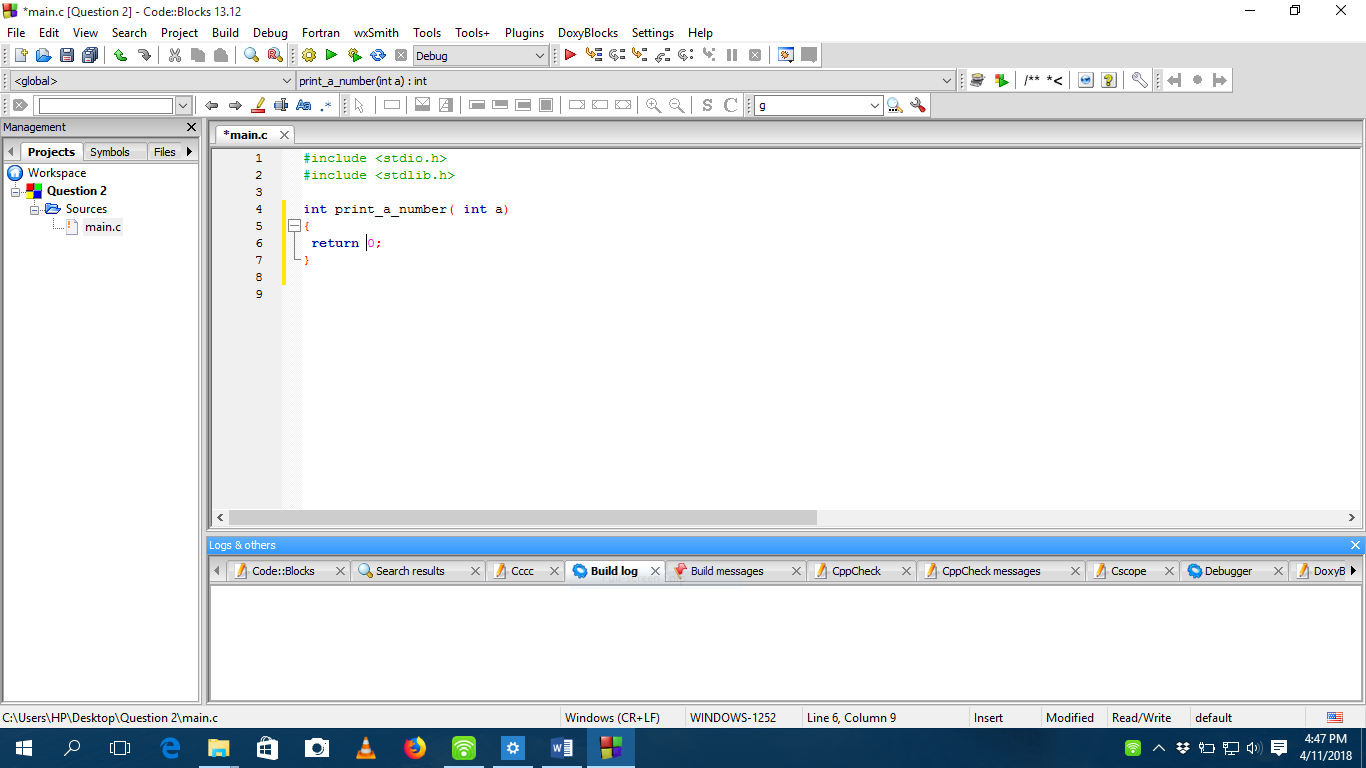 *main.c [Question 2] - Code::Blocks 13.12
File Edit View Search Project Build Debug Fortran wxSmith Tools Tools+ Plugins DoxyBlocks Settings Help
Debug
<global> print_a_number(int a) : int /** *<
Aa .* S C g
Management
*main.c
Projects Symbols Files
Workspace
Question 2
Sources
main.c
1 #include <stdio.h>
2 #include <stdlib.h>
3
4 int print_a_number( int a)
5 {
6 return 0;
7 }
8
9
Logs & others
Code::Blocks Search results Cccc Build log Build messages CppCheck CppCheck messages Cscope Debugger DoxyB
C:\Users\HP\Desktop\Question 2\main.c Windows (CR+LF) WINDOWS-1252 Line 6, Column 9 Insert Modified Read/Write default
4:47 PM
4/11/2018